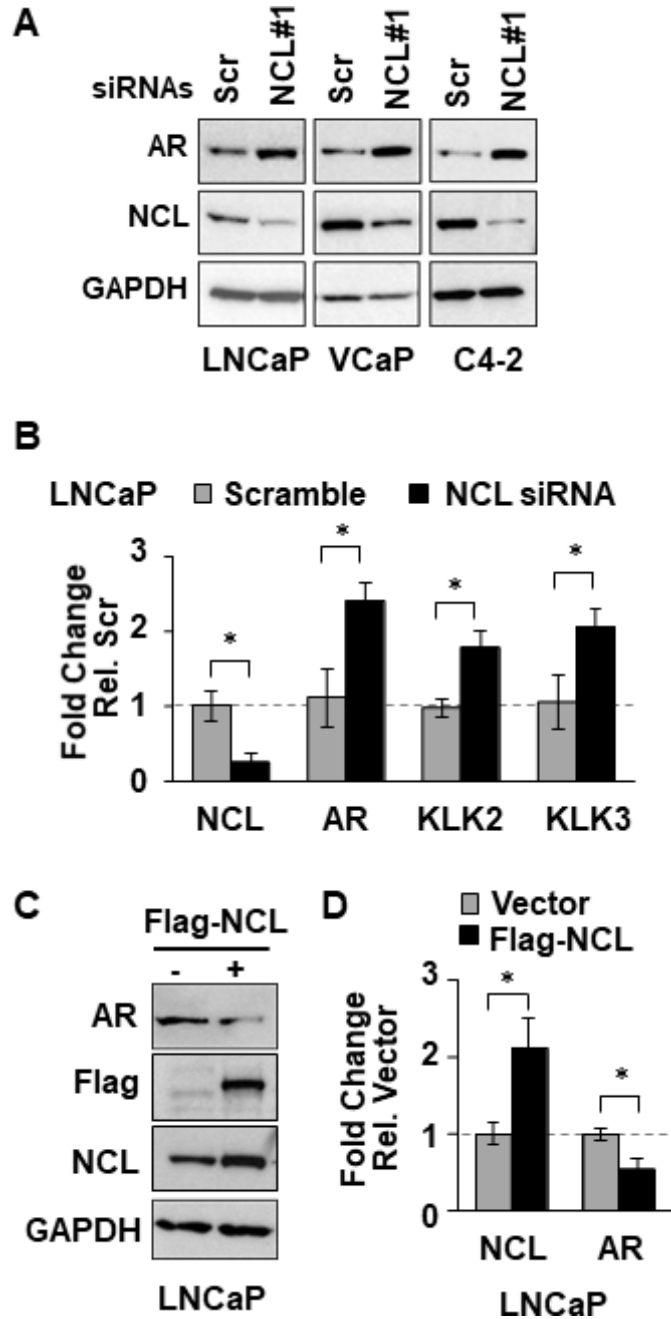 A
siRNAs Scr NCL#1 Scr NCL#1 Scr NCL#1
AR
NCL
GAPDH
LNCaP VCaP C4-2
B
LNCaP Scramble NCL siRNA
Fold Change
Rel. Scr
3
2
1
0
* * * *
NCL AR KLK2 KLK3
C
Flag-NCL
- +
AR
Flag
NCL
GAPDH
LNCaP
D
Vector
Flag-NCL
Fold Change
Rel. Vector
3
2
1
0
* *
NCL AR
LNCaP